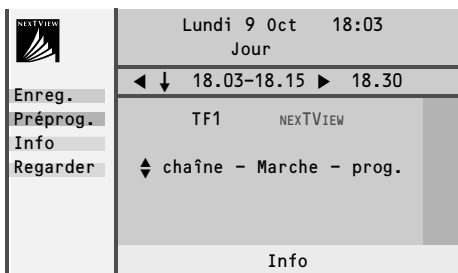 NEXTVIEW
Lundi 9 Oct 18:03
Jour
18.03-18.15 18.30
Enreg.
Préprog.
Info
Regarder
TF1 NEXTVIEW
chaîne - Marche - prog.
Info